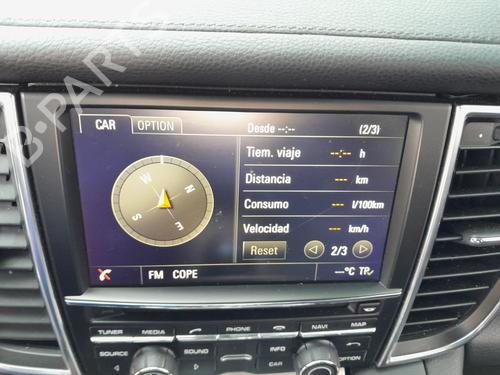 B-Parts
CAR OPTION Desde --:-- (2/3)
Tiem. viaje --:-- h
Distancia --- km
Consumo --- l/100km
Velocidad --- km/h
Reset 2/3
N
W
E
S
FM COPE ---°C TP
TUNER MEDIA PHONE NAVI MAP
SOURCE SOUND INFO OPTION
CAR